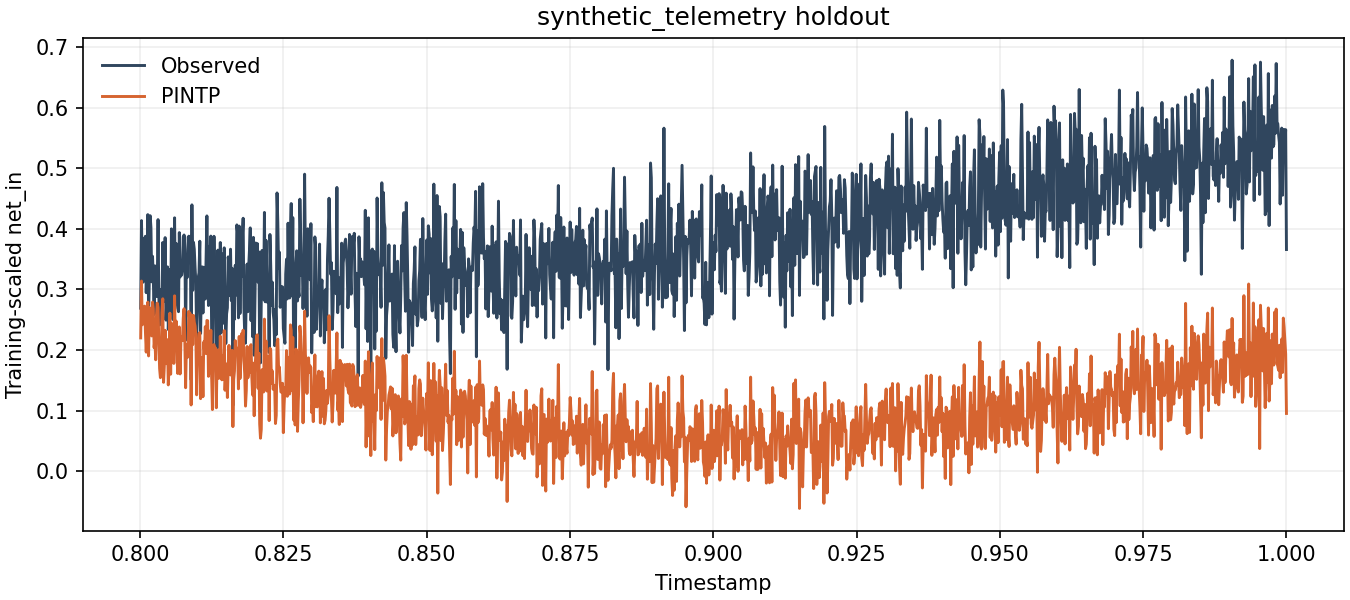 synthetic_telemetry holdout
Observed
PINTP
Training-scaled net_in
0.7
0.6
0.5
0.4
0.3
0.2
0.1
0.0
0.800 0.825 0.850 0.875 0.900 0.925 0.950 0.975 1.000
Timestamp